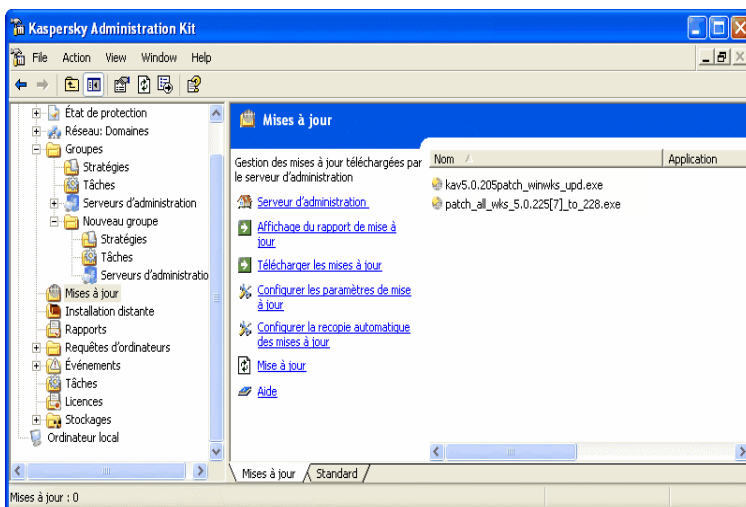 Kaspersky Administration Kit
File Action View Window Help
État de protection
Réseau: Domaines
Groupes
Stratégies
Tâches
Serveurs d'administration
Nouveau groupe
Stratégies
Tâches
Serveurs d'administratio
Mises à jour
Installation distante
Rapports
Requêtes d'ordinateurs
Événements
Tâches
Licences
Stockages
Ordinateur local
Mises à jour
Gestion des mises à jour téléchargées par
le serveur d'administration
Serveur d'administration
Affichage du rapport de mise à
jour
Télécharger les mises à jour
Configurer les paramètres de mise
à jour
Configurer la recopie automatique
des mises à jour
Mise à jour
Aide
Nom Application
kav5.0.205patch_winwks_upd.exe
patch_all_wks_5.0.225[7]_to_228.exe
Mises à jour Standard
Mises à jour : 0